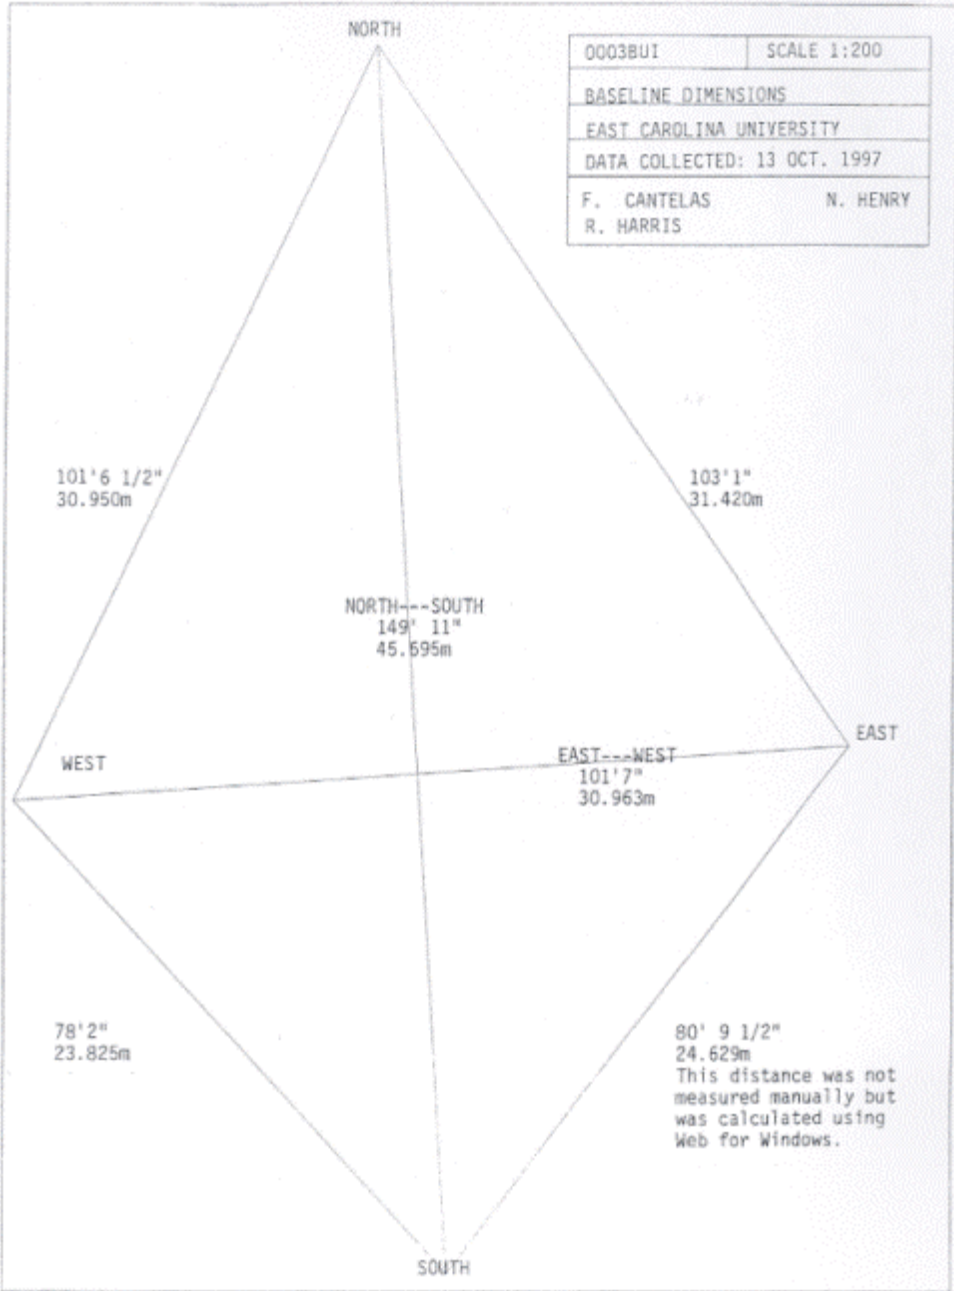 NORTH
0003BUI SCALE 1:200
BASELINE DIMENSIONS
EAST CAROLINA UNIVERSITY
DATA COLLECTED: 13 OCT. 1997
F. CANTELAS N. HENRY
R. HARRIS
101'6 1/2"
30.950m
103'1"
31.420m
NORTH---SOUTH
149' 11"
45.695m
WEST
EAST
EAST---WEST
101'7"
30.963m
78'2"
23.825m
80' 9 1/2"
24.629m
This distance was not
measured manually but
was calculated using
Web for Windows.
SOUTH